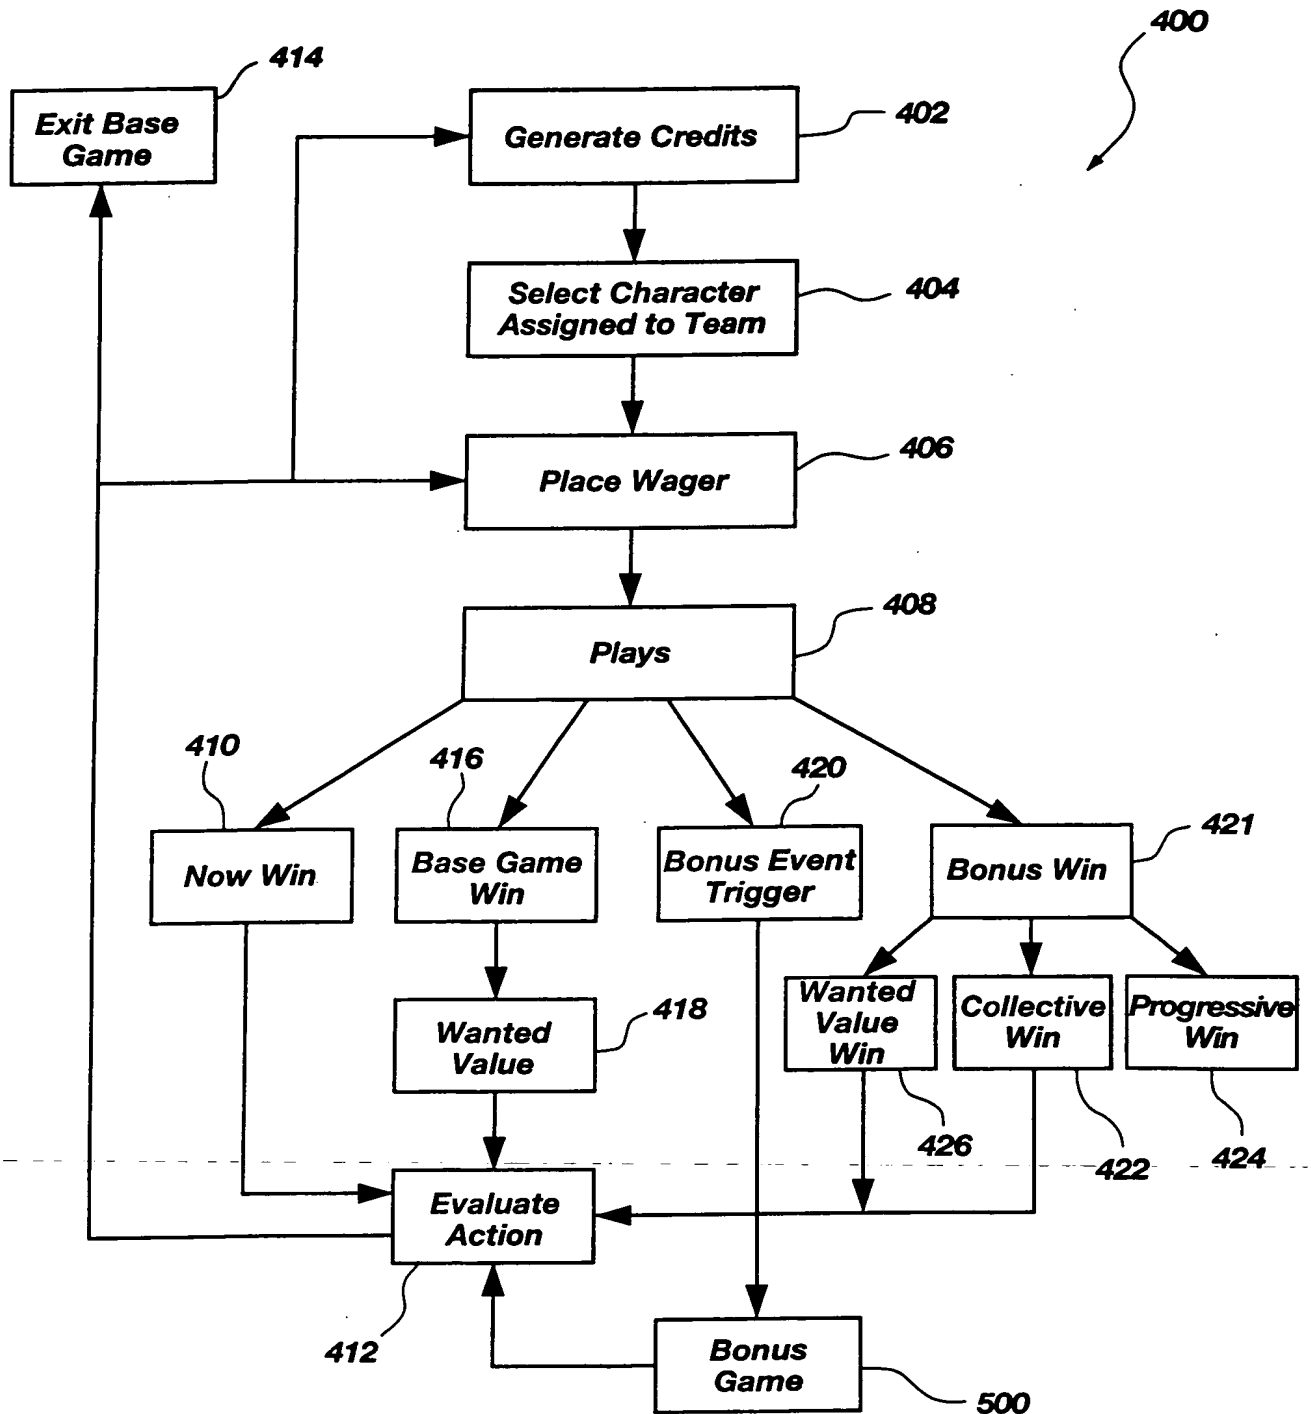 400
414
Exit Base
Game
402
Generate Credits
404
Select Character
Assigned to Team
406
Place Wager
408
Plays
410
416
420
421
Now Win
Base Game
Win
Bonus Event
Trigger
Bonus Win
418
Wanted
Value
Wanted
Value
Win
Collective
Win
Progressive
Win
426
422
424
Evaluate
Action
412
Bonus
Game
500